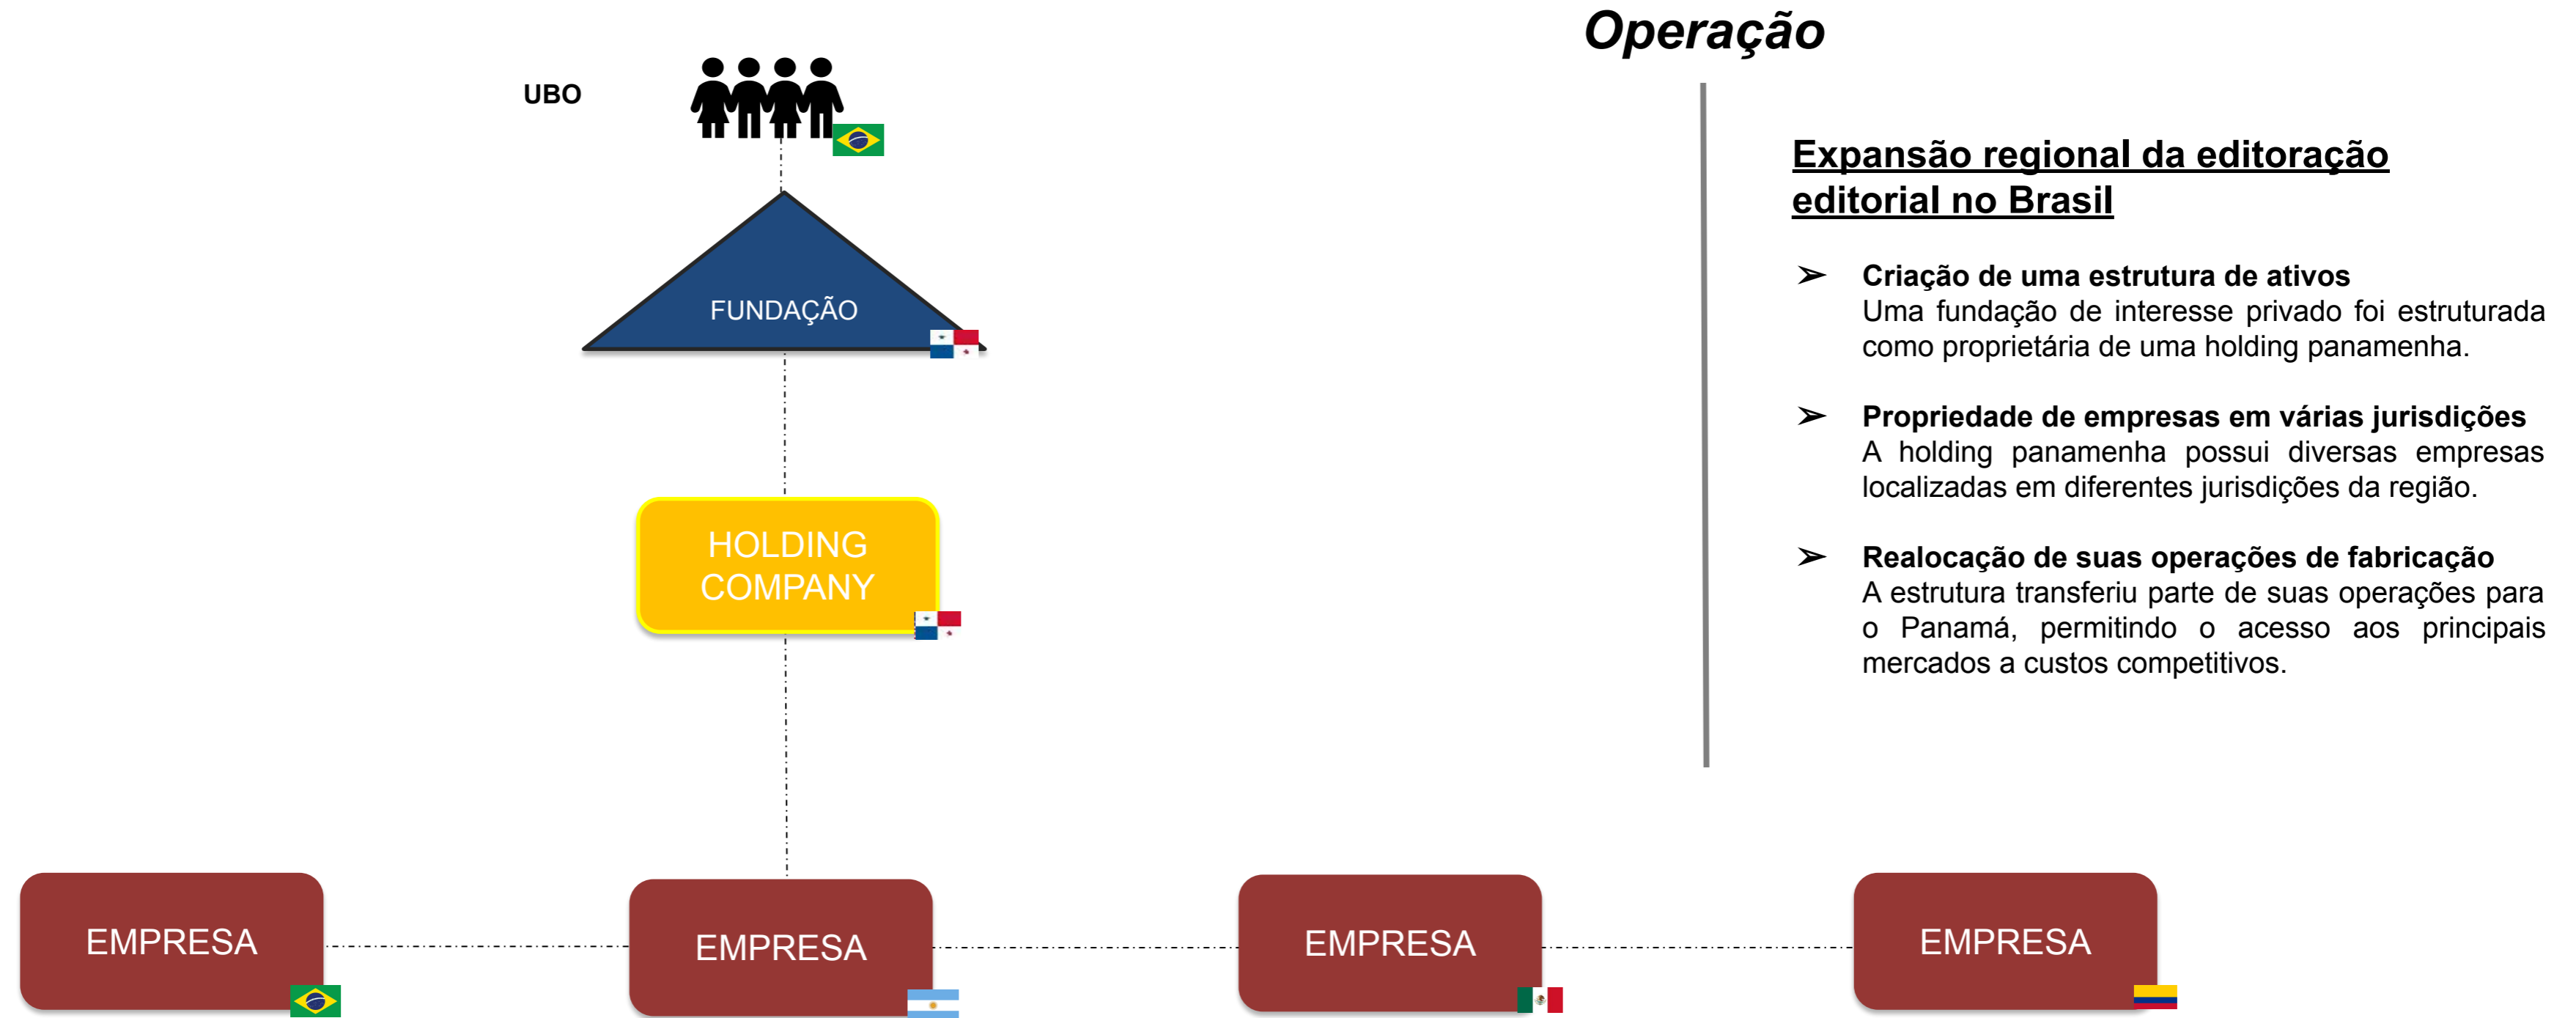 Operação
UBO
FUNDAÇÃO
HOLDING
COMPANY
EMPRESA
EMPRESA
EMPRESA
EMPRESA
Expansão regional da editoração
editorial no Brasil
➢ Criação de uma estrutura de ativos
Uma fundação de interesse privado foi estruturada
como proprietária de uma holding panamenha.
➢ Propriedade de empresas em várias jurisdições
A holding panamenha possui diversas empresas
localizadas em diferentes jurisdições da região.
➢ Realocação de suas operações de fabricação
A estrutura transferiu parte de suas operações para
o Panamá, permitindo o acesso aos principais
mercados a custos competitivos.